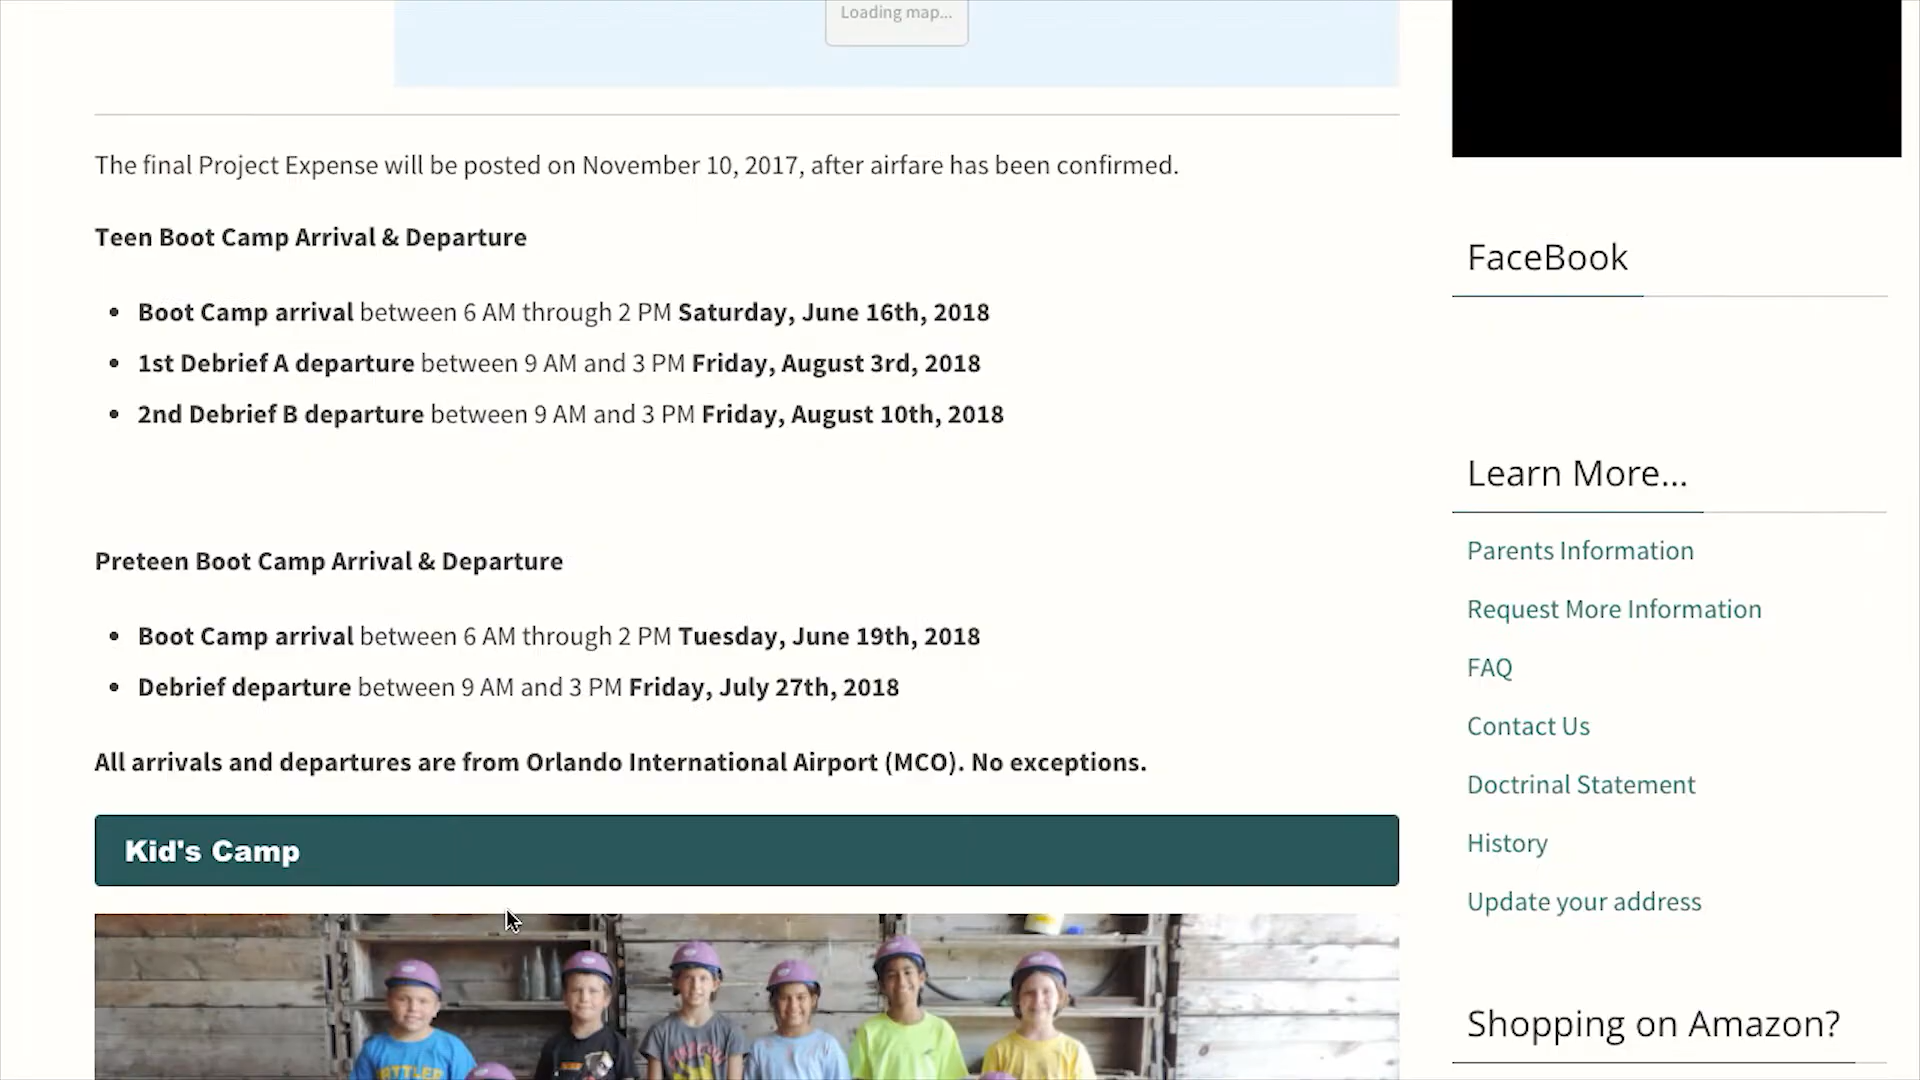 Loading map...
The final Project Expense will be posted on November 10, 2017, after airfare has been confirmed.
Teen Boot Camp Arrival & Departure
Boot Camp arrival between 6 AM through 2 PM Saturday, June 16th, 2018
1st Debrief A departure between 9 AM and 3 PM Friday, August 3rd, 2018
2nd Debrief B departure between 9 AM and 3 PM Friday, August 10th, 2018
Preteen Boot Camp Arrival & Departure
Boot Camp arrival between 6 AM through 2 PM Tuesday, June 19th, 2018
Debrief departure between 9 AM and 3 PM Friday, July 27th, 2018
All arrivals and departures are from Orlando International Airport (MCO). No exceptions.
Kid's Camp
FaceBook
Learn More...
Parents Information
Request More Information
FAQ
Contact Us
Doctrinal Statement
History
Update your address
Shopping on Amazon?